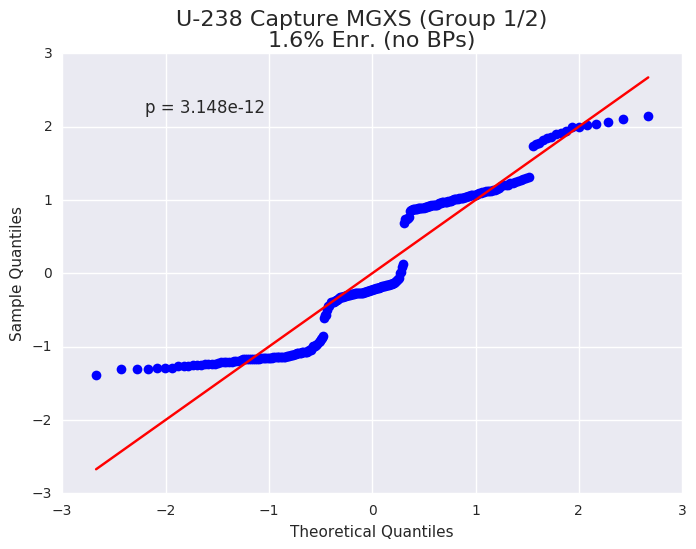 U-238 Capture MGXS (Group 1/2)
1.6% Enr. (no BPs)
p = 3.148e-12
3
2
1
0
−1
−2
−3
Sample Quantiles
−3 −2 −1 0 1 2 3
Theoretical Quantiles